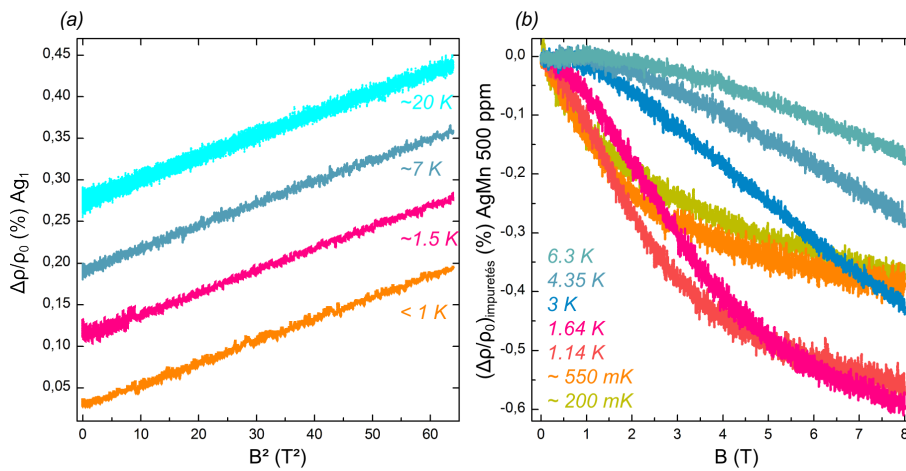 (a)
Δρ/ρ₀ (%) Ag₁
0,45
0,40
0,35
0,30
0,25
0,20
0,15
0,10
0,05
~20 K
~7 K
~1.5 K
< 1 K
0 10 20 30 40 50 60
B² (T²)
(b)
(Δρ/ρ₀)impuretés (%) AgMn 500 ppm
0,0
-0,1
-0,2
-0,3
-0,4
-0,5
-0,6
6.3 K
4.35 K
3 K
1.64 K
1.14 K
~ 550 mK
~ 200 mK
0 1 2 3 4 5 6 7 8
B (T)